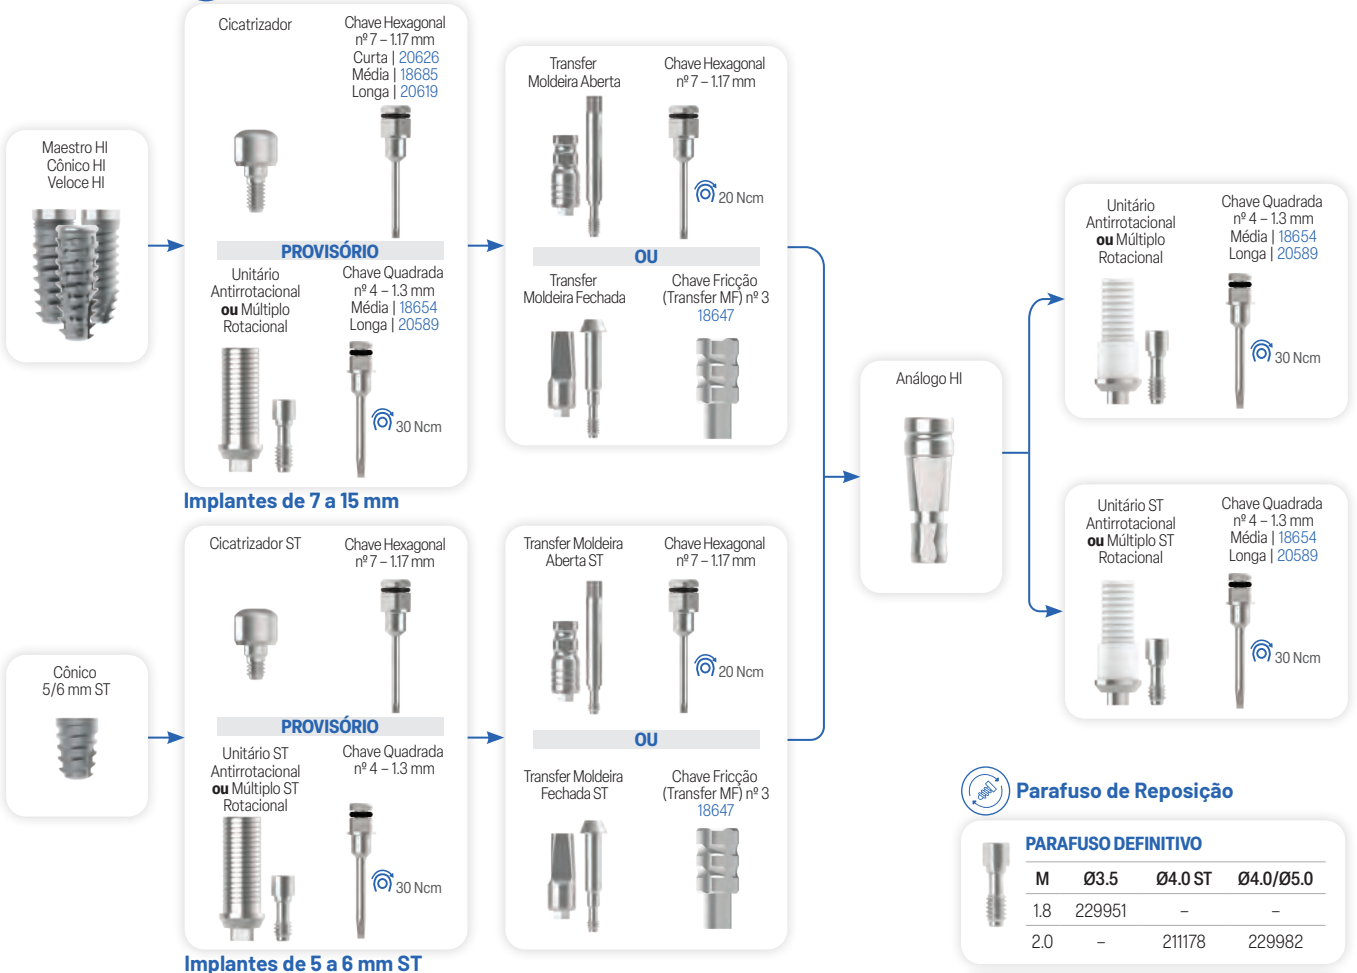 Maestro HI
Cônico HI
Veloce HI
Cicatrizador
Chave Hexagonal
nº 7 – 1.17 mm
Curta | 20626
Média | 18685
Longa | 20619
PROVISÓRIO
Unitário
Antirrotacional
ou Múltiplo
Rotacional
Chave Quadrada
nº 4 – 1.3 mm
Média | 18654
Longa | 20589
30 Ncm
Implantes de 7 a 15 mm
Transfer
Moldeira Aberta
Chave Hexagonal
nº 7 – 1.17 mm
20 Ncm
OU
Transfer
Moldeira Fechada
Chave Fricção
(Transfer MF) nº 3
18647
Cônico
5/6 mm ST
Cicatrizador ST
Chave Hexagonal
nº 7 – 1.17 mm
PROVISÓRIO
Unitário ST
Antirrotacional
ou Múltiplo ST
Rotacional
Chave Quadrada
nº 4 – 1.3 mm
30 Ncm
Implantes de 5 a 6 mm ST
Transfer Moldeira
Aberta ST
Chave Hexagonal
nº 7 – 1.17 mm
20 Ncm
OU
Transfer Moldeira
Fechada ST
Chave Fricção
(Transfer MF) nº 3
18647
Análogo HI
Unitário
Antirrotacional
ou Múltiplo
Rotacional
Chave Quadrada
nº 4 – 1.3 mm
Média | 18654
Longa | 20589
30 Ncm
Unitário ST
Antirrotacional
ou Múltiplo ST
Rotacional
Chave Quadrada
nº 4 – 1.3 mm
Média | 18654
Longa | 20589
30 Ncm
Parafuso de Reposição
PARAFUSO DEFINITIVO
M Ø3.5 Ø4.0 ST Ø4.0/Ø5.0
1.8 229951 – –
2.0 – 211178 229982